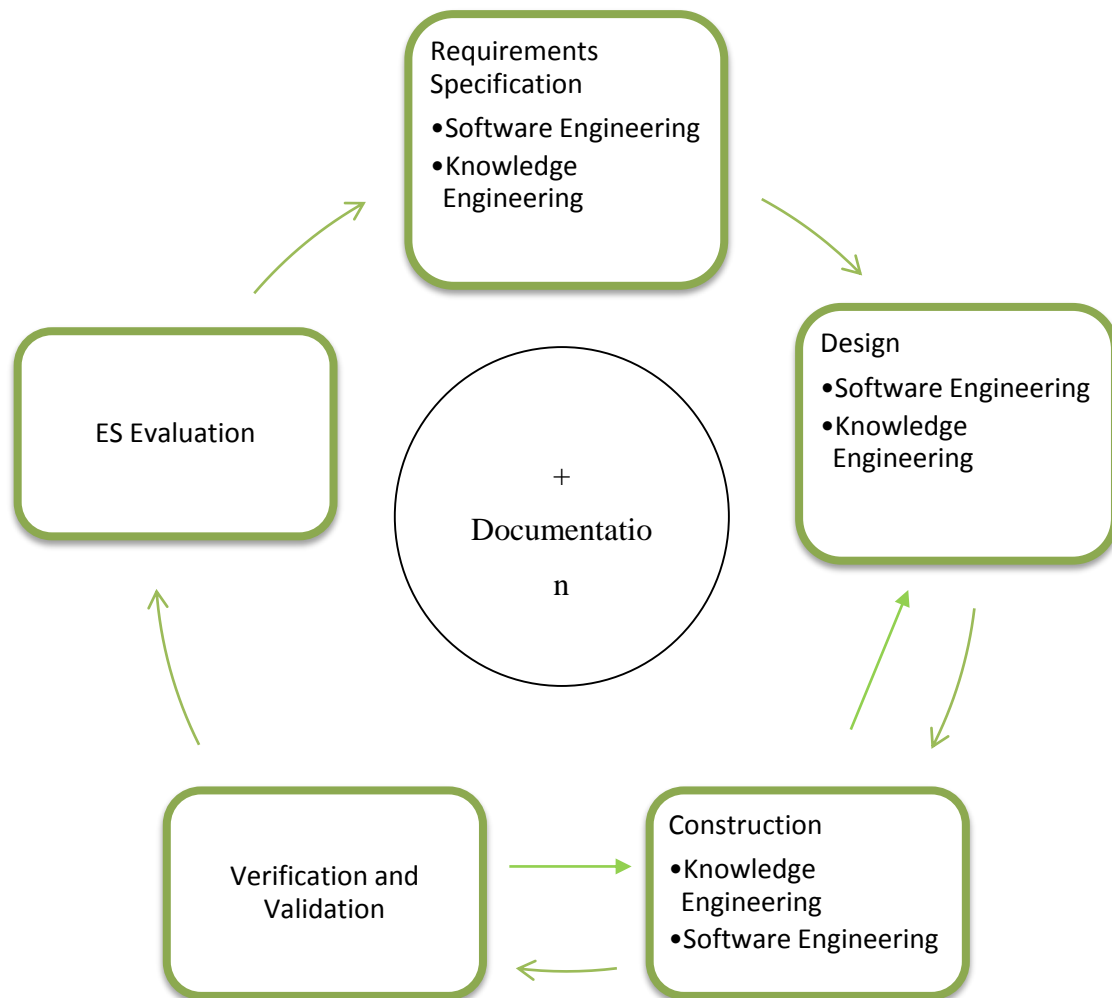 Requirements
Specification
•Software Engineering
•Knowledge
Engineering
Design
•Software Engineering
•Knowledge
Engineering
ES Evaluation
+
Documentatio
n
Construction
•Knowledge
Engineering
•Software Engineering
Verification and
Validation